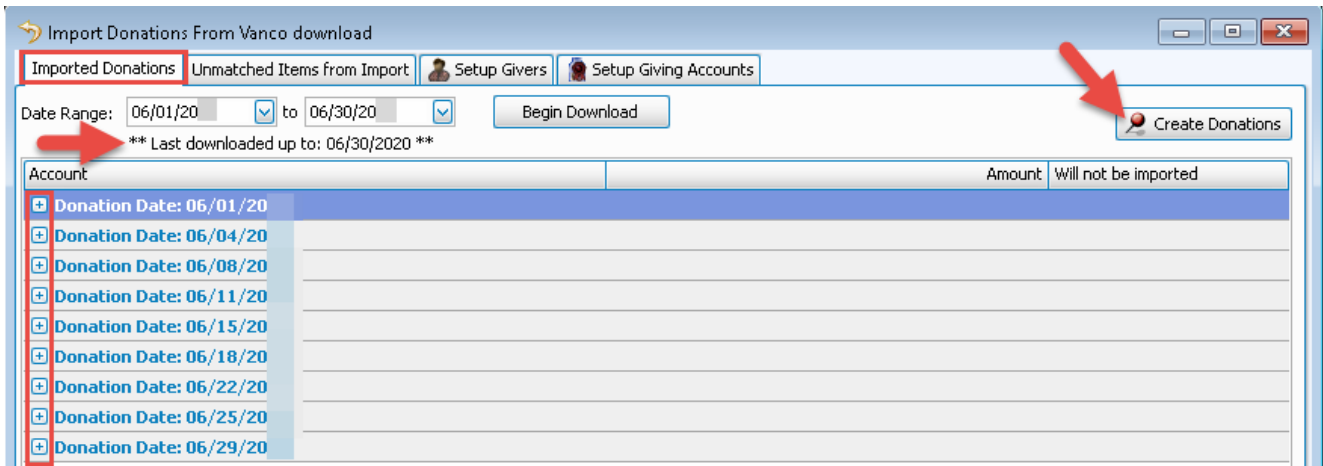 Import Donations From Vanco download
Imported Donations Unmatched Items from Import Setup Givers Setup Giving Accounts
Date Range: 06/01/20 to 06/30/20 Begin Download
Create Donations
** Last downloaded up to: 06/30/2020 **
Account Amount Will not be imported
Donation Date: 06/01/20
Donation Date: 06/04/20
Donation Date: 06/08/20
Donation Date: 06/11/20
Donation Date: 06/15/20
Donation Date: 06/18/20
Donation Date: 06/22/20
Donation Date: 06/25/20
Donation Date: 06/29/20